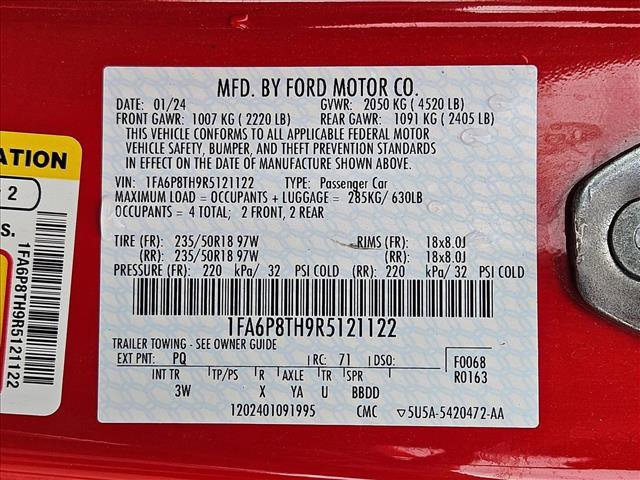 MFD. BY FORD MOTOR CO.
DATE: 01/24 GVWR: 2050 KG ( 4520 LB)
FRONT GAWR: 1007 KG ( 2220 LB) REAR GAWR: 1091 KG ( 2405 LB)
THIS VEHICLE CONFORMS TO ALL APPLICABLE FEDERAL MOTOR
VEHICLE SAFETY, BUMPER, AND THEFT PREVENTION STANDARDS
IN EFFECT ON THE DATE OF MANUFACTURE SHOWN ABOVE.
VIN: 1FA6P8TH9R5121122 TYPE: Passenger Car
MAXIMUM LOAD = OCCUPANTS + LUGGAGE = 285KG/ 630LB
OCCUPANTS = 4 TOTAL; 2 FRONT, 2 REAR
TIRE (FR): 235/50R18 97W RIMS (FR): 18x8.0J
(RR): 235/50R18 97W (RR): 18x8.0J
PRESSURE (FR): 220 kPa/ 32 PSI COLD (RR): 220 kPa/ 32 PSI COLD
1FA6P8TH9R5121122
TRAILER TOWING - SEE OWNER GUIDE
EXT PNT: PQ RC: 71 DSO: F0068
R0163
INT TR TP/PS R AXLE TR SPR
3W X YA U BBDD
1202401091995 CMC ▽5U5A-5420472-AA
ATION
2
S.
1FA6P8TH9R5121122